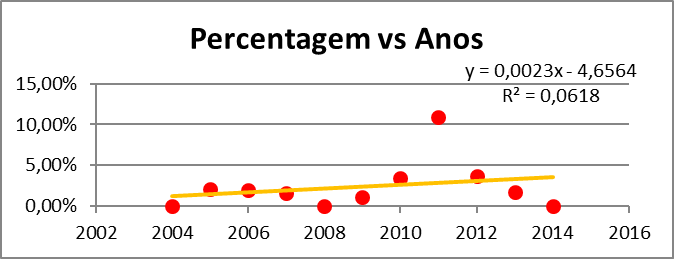 Percentagem vs Anos
y = 0,0023x - 4,6564
R² = 0,0618
15,00%
10,00%
5,00%
0,00%
2002 2004 2006 2008 2010 2012 2014 2016